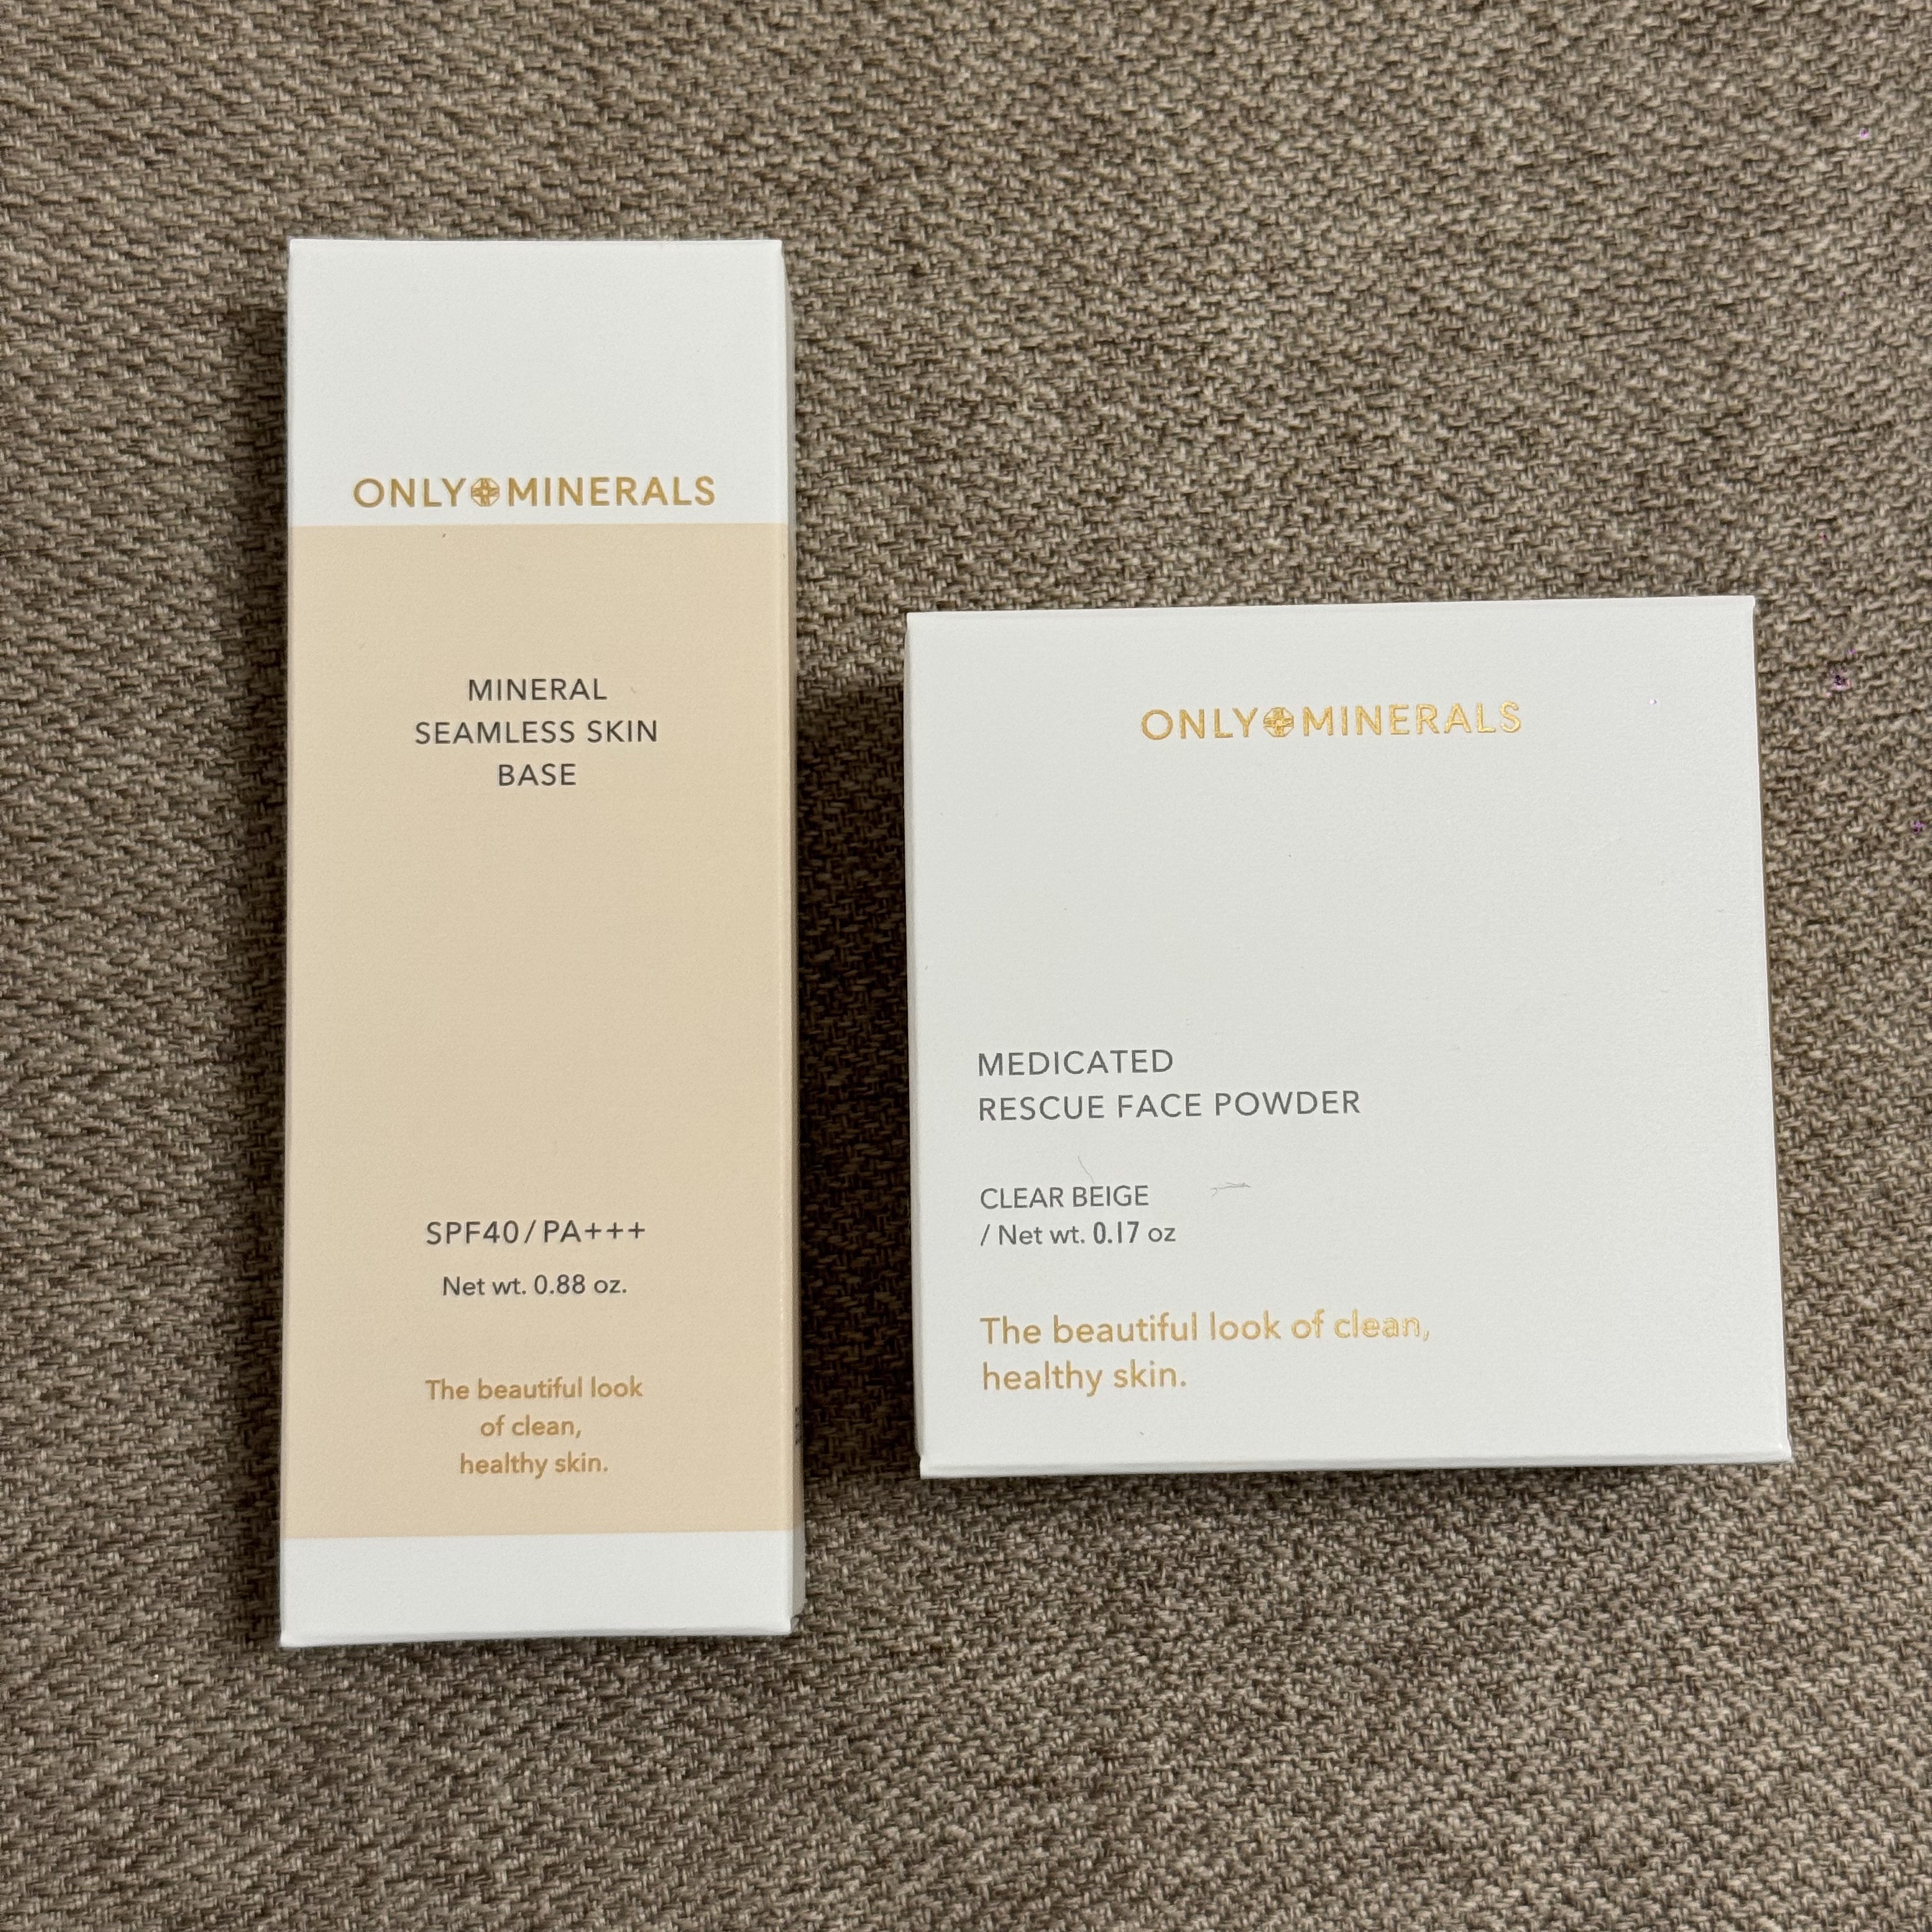 ONLY MINERALS
MINERAL
SEAMLESS SKIN
BASE
SPF40/PA+++
Net wt. 0.88 oz.
The beautiful look
of clean,
healthy skin.
ONLY MINERALS
MEDICATED
RESCUE FACE POWDER
CLEAR BEIGE
/ Net wt. 0.17 oz
The beautiful look of clean,
healthy skin.